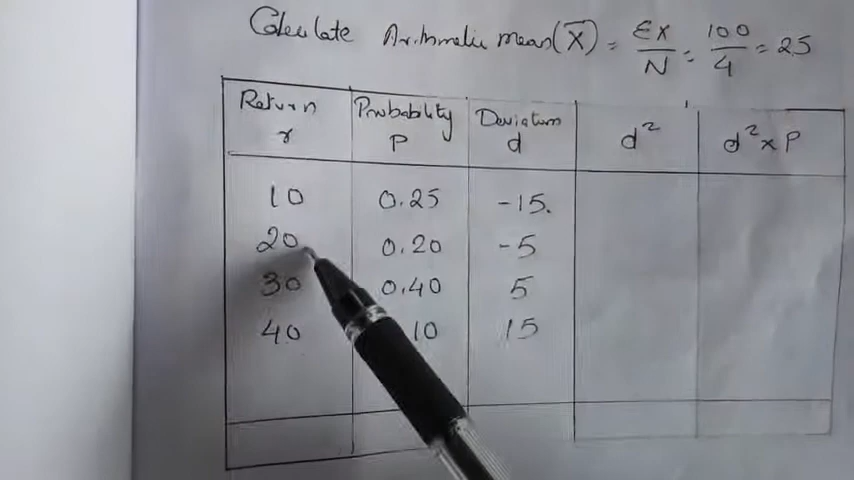 Calculate Arithmetic mean (X̄) = ΣX/N = 100/4 = 25
Return r Probability P Deviation d d² d² x P
10 0.25 -15.
20 0.20 -5
30 0.40 5
40 10 15